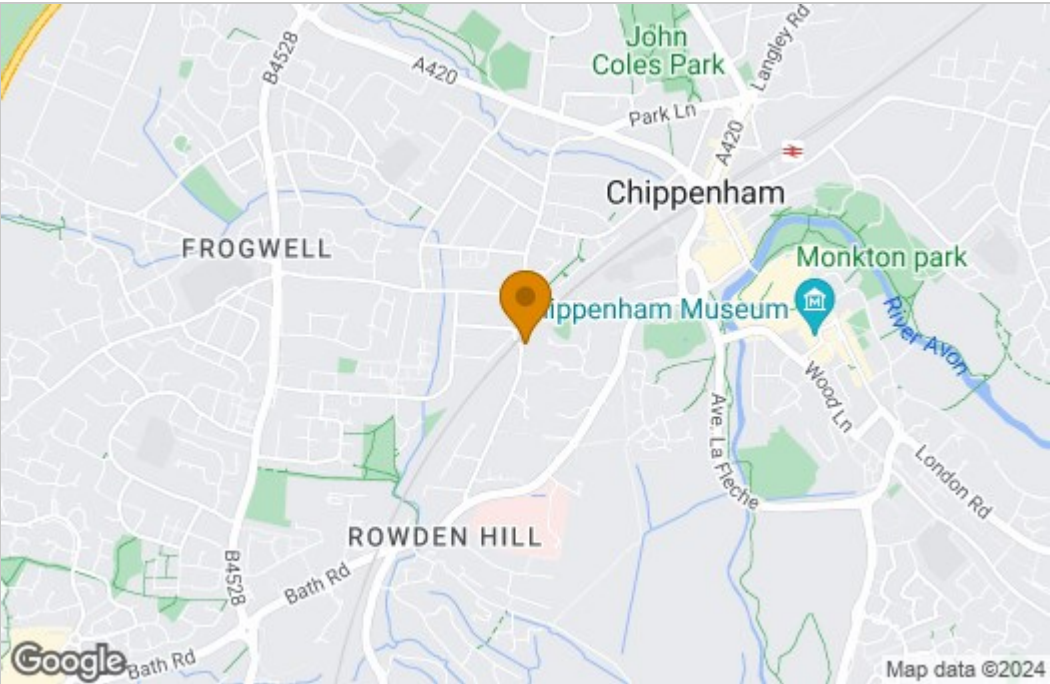 John
Coles Park
Langley Rd
B4528
A420
Park Ln
A420
Chippenham
FROGWELL
Monkton park
hippenham Museum
River Avon
Wood Ln
Ave. La Fleche
London Rd
ROWDEN HILL
B4528
Bath Rd
Bath Rd
Google
Map data ©2024